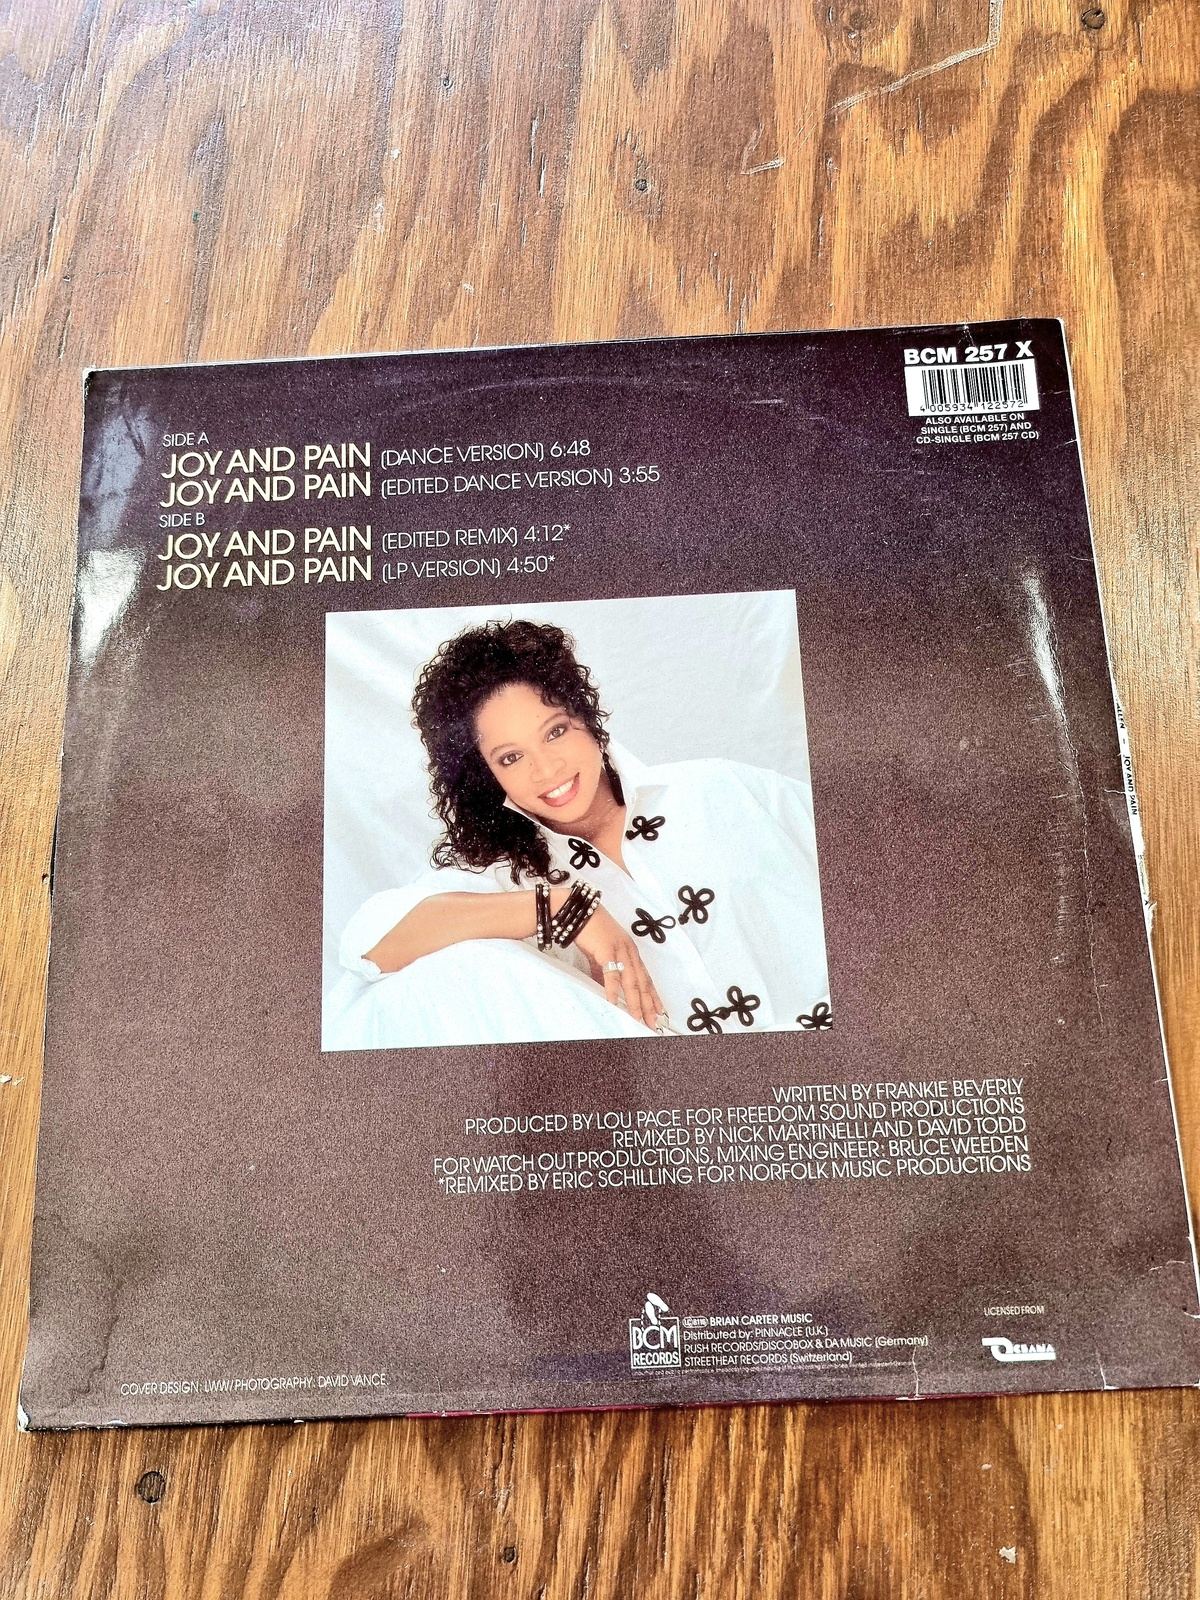 BCM 257 X
4 005934 122572
ALSO AVAILABLE ON
SINGLE (BCM 257) AND
CD-SINGLE (BCM 257 CD)
SIDE A
JOY AND PAIN (DANCE VERSION) 6:48
JOY AND PAIN (EDITED DANCE VERSION) 3:55
SIDE B
JOY AND PAIN (EDITED REMIX) 4:12*
JOY AND PAIN (LP VERSION) 4:50*
JOY AND PAIN
WRITTEN BY FRANKIE BEVERLY
PRODUCED BY LOU PACE FOR FREEDOM SOUND PRODUCTIONS
REMIXED BY NICK MARTINELLI AND DAVID TODD
FOR WATCH OUT PRODUCTIONS, MIXING ENGINEER: BRUCE WEEDEN
*REMIXED BY ERIC SCHILLING FOR NORFOLK MUSIC PRODUCTIONS
BCM
RECORDS
BRIAN CARTER MUSIC
Distributed by: PINNACLE (U.K.)
RUSH RECORDS/DISCOBOX & DA MUSIC (Germany)
STREETHEAT RECORDS (Switzerland)
LICENSED FROM
COVER DESIGN: LWW/PHOTOGRAPHY: DAVID VANCE